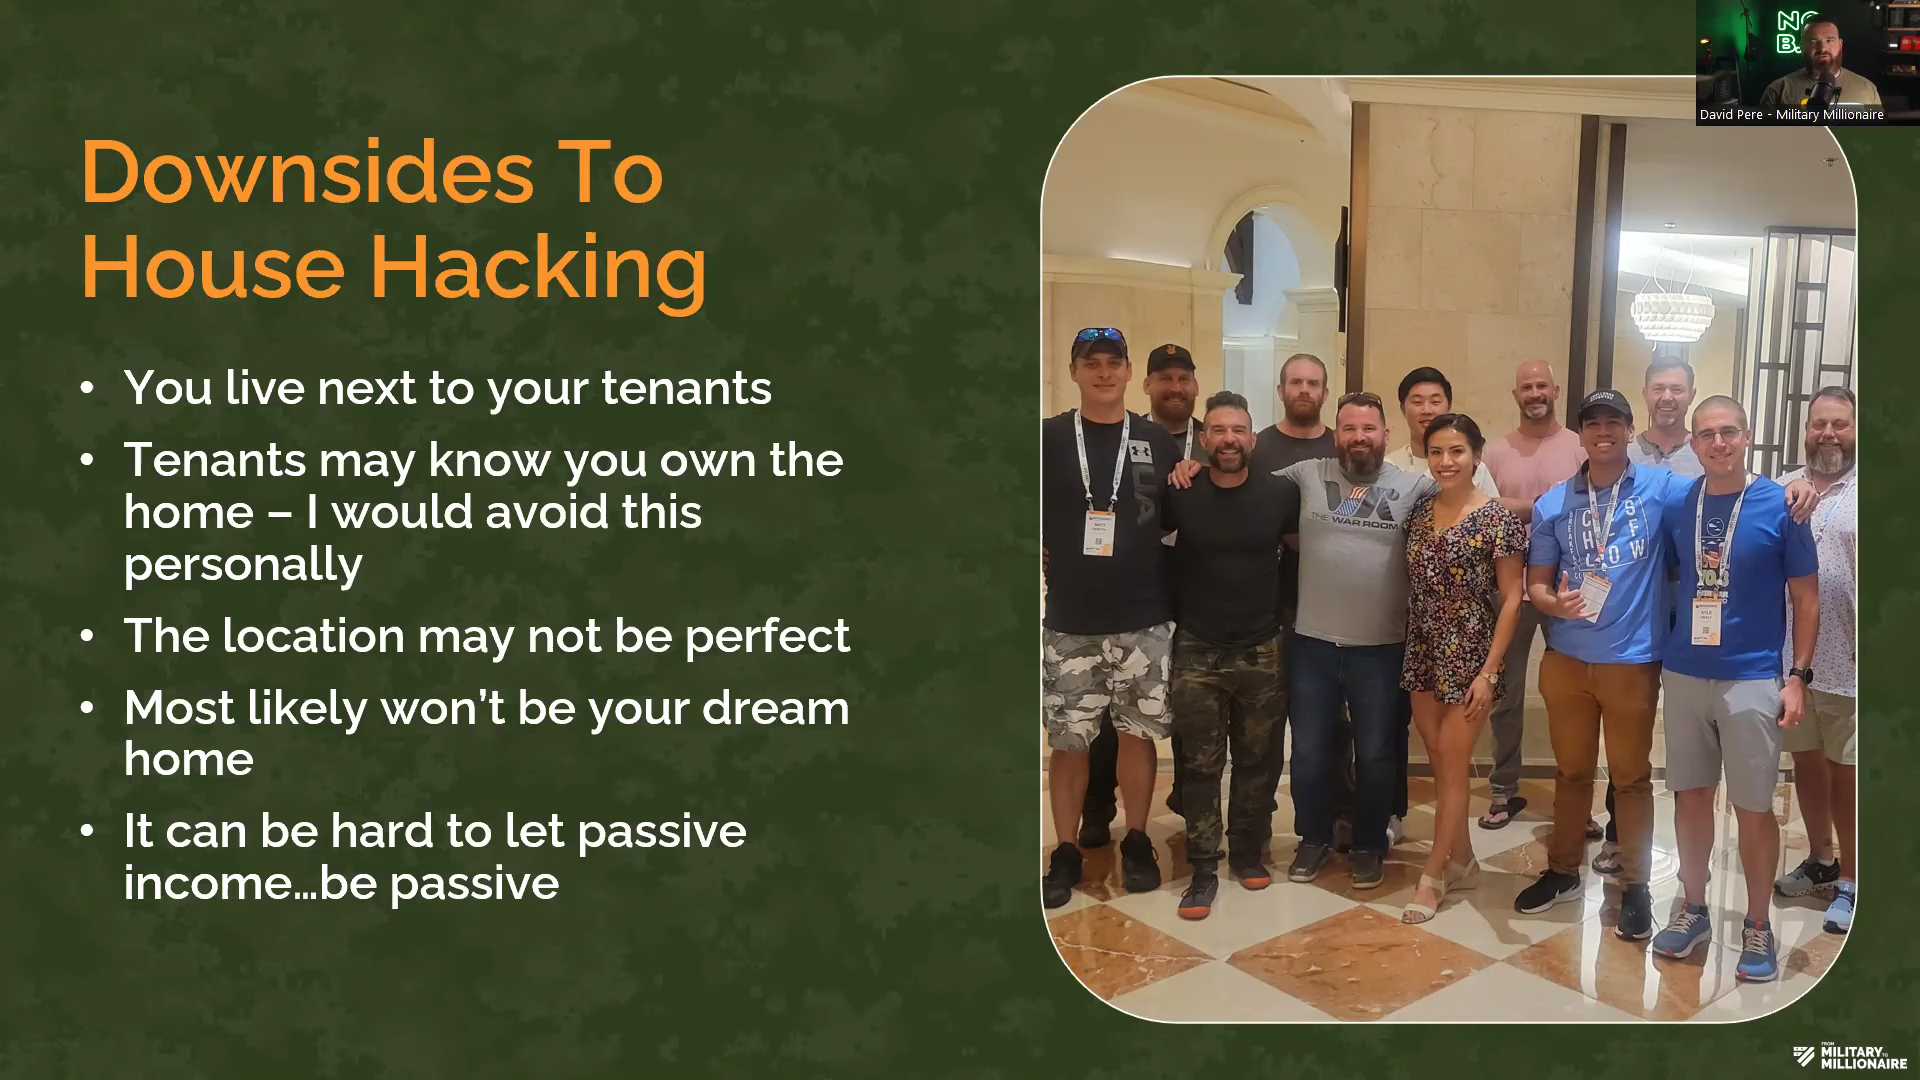 Downsides To
House Hacking
• You live next to your tenants
• Tenants may know you own the
home – I would avoid this
personally
• The location may not be perfect
• Most likely won't be your dream
home
• It can be hard to let passive
income...be passive
David Pere - Military Millionaire
THE WAR ROOM
FROM
MILITARY TO
MILLIONAIRE